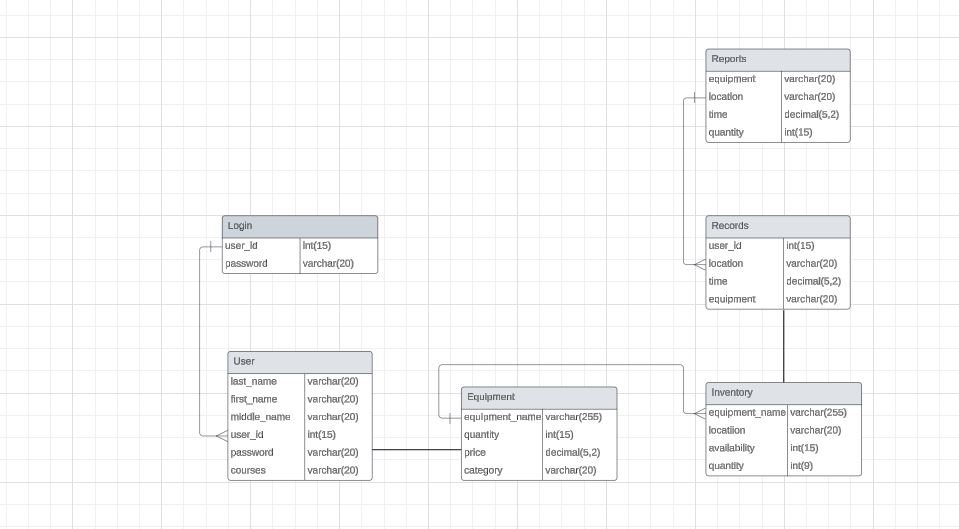 Reports
equipment varchar(20)
location varchar(20)
time decimal(5,2)
quantity int(15)
Login
user_id int(15)
password varchar(20)
Records
user_id int(15)
location varchar(20)
time decimal(5,2)
equipment varchar(20)
User
last_name varchar(20)
first_name varchar(20)
middle_name varchar(20)
user_id int(15)
password varchar(20)
courses varchar(20)
Equipment
equipment_name varchar(255)
quantity int(15)
price decimal(5,2)
category varchar(20)
Inventory
equipment_name varchar(255)
location varchar(20)
availability int(15)
quantity int(9)